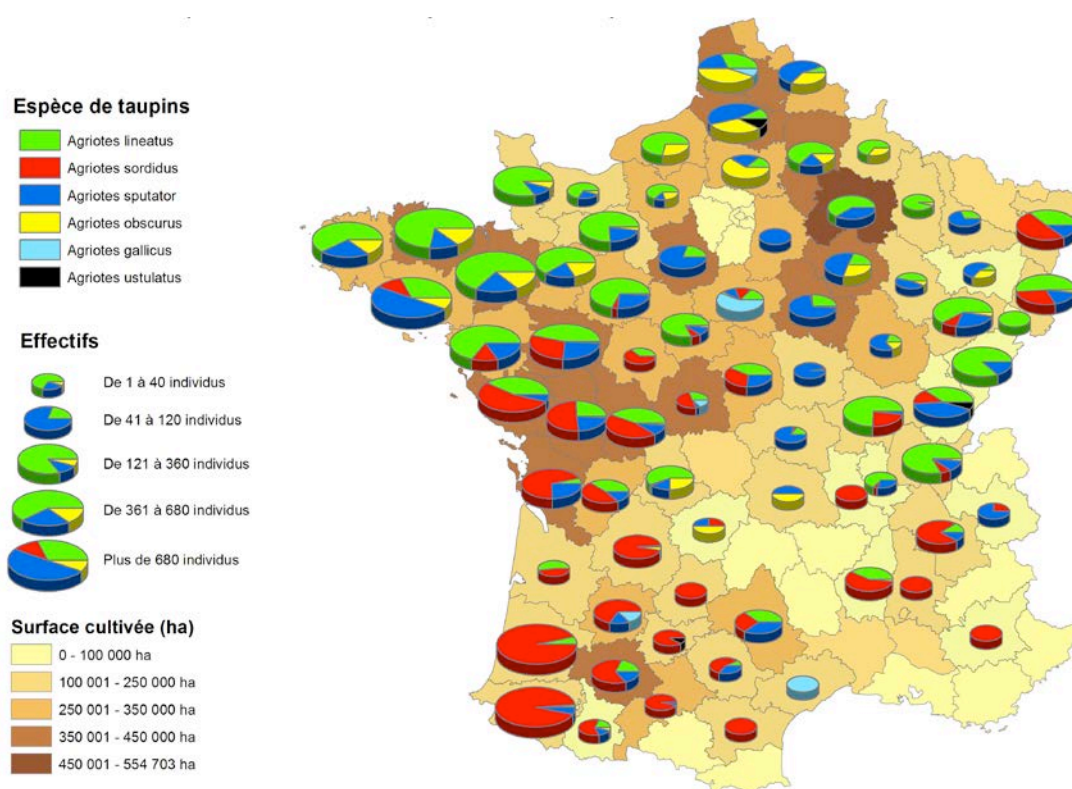 Espèce de taupins
Agriotes lineatus
Agriotes sordidus
Agriotes sputator
Agriotes obscurus
Agriotes gallicus
Agriotes ustulatus
Effectifs
De 1 à 40 individus
De 41 à 120 individus
De 121 à 360 individus
De 361 à 680 individus
Plus de 680 individus
Surface cultivée (ha)
0 - 100 000 ha
100 001 - 250 000 ha
250 001 - 350 000 ha
350 001 - 450 000 ha
450 001 - 554 703 ha